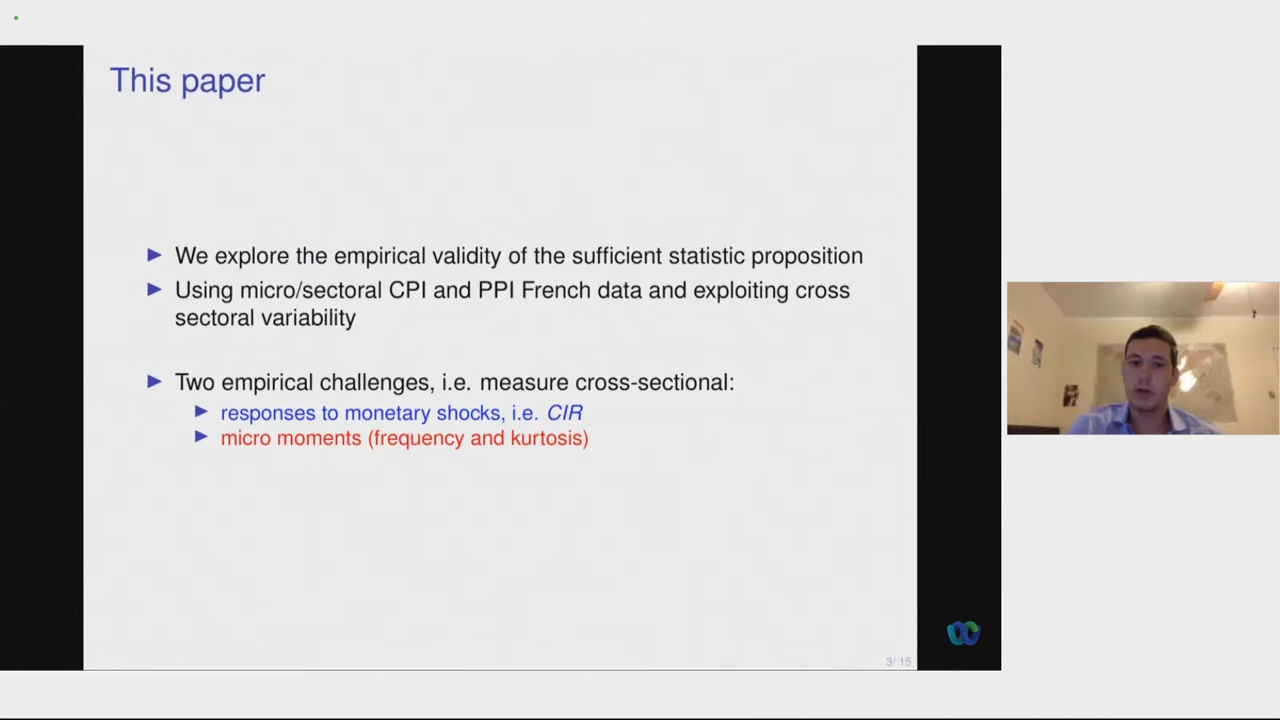 This paper
We explore the empirical validity of the sufficient statistic proposition
Using micro/sectoral CPI and PPI French data and exploiting cross
sectoral variability
Two empirical challenges, i.e. measure cross-sectional:
responses to monetary shocks, i.e. CIR
micro moments (frequency and kurtosis)
3/ 15